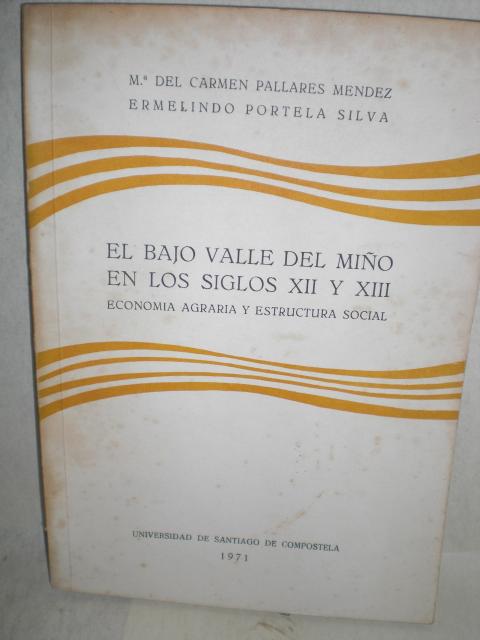 M.ª DEL CARMEN PALLARES MENDEZ
ERMELINDO PORTELA SILVA
EL BAJO VALLE DEL MIÑO
EN LOS SIGLOS XII Y XIII
ECONOMIA AGRARIA Y ESTRUCTURA SOCIAL
UNIVERSIDAD DE SANTIAGO DE COMPOSTELA
1971